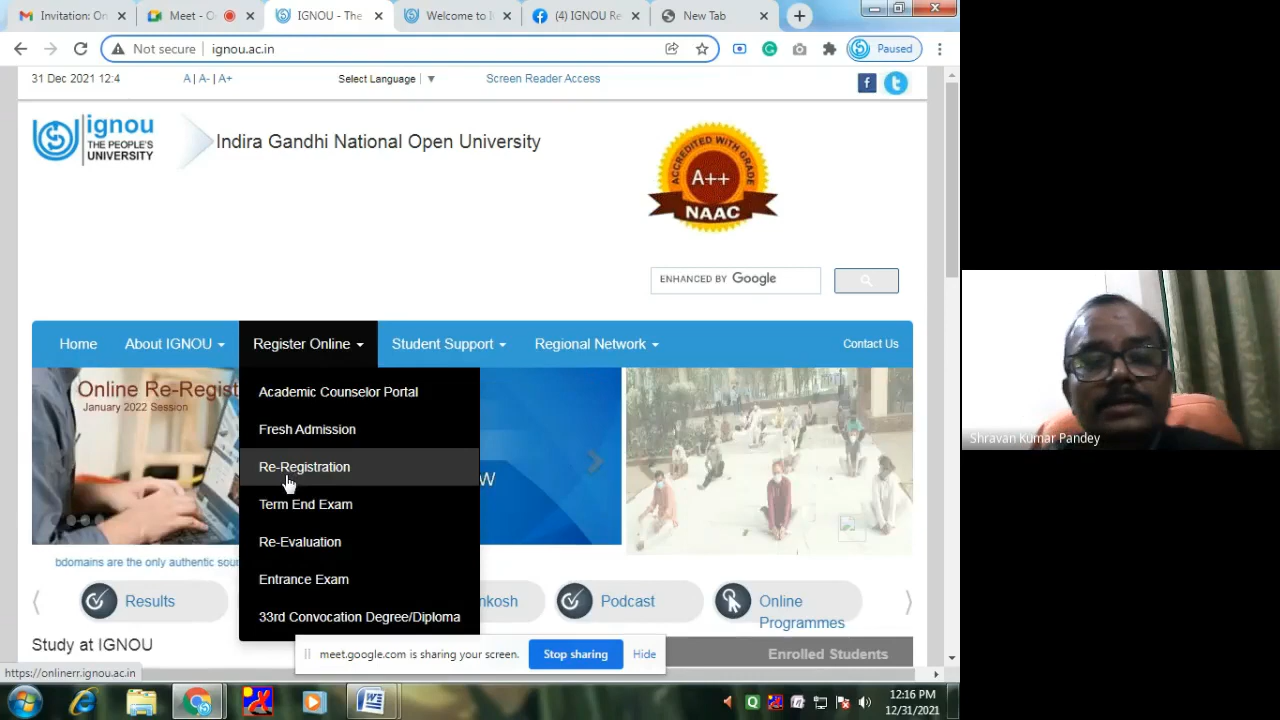 Invitation: On
Meet - O
IGNOU - The
Welcome to I
(4) IGNOU Re
New Tab
Not secure
ignou.ac.in
Paused
31 Dec 2021 12:4
A | A- | A+
Select Language
Screen Reader Access
ignou
THE PEOPLE'S
UNIVERSITY
Indira Gandhi National Open University
ACCREDITED WITH GRADE
A++
NAAC
ENHANCED BY Google
Home
About IGNOU
Register Online
Student Support
Regional Network
Contact Us
Online Re-Regist
January 2022 Session
Academic Counselor Portal
Fresh Admission
Re-Registration
Term End Exam
Re-Evaluation
Entrance Exam
33rd Convocation Degree/Diploma
W
bdomains are the only authentic sour
Results
nkosh
Podcast
Online
Programmes
Study at IGNOU
Enrolled Students
meet.google.com is sharing your screen.
Stop sharing
Hide
https://onlinerr.ignou.ac.in
12:16 PM
12/31/2021
Shravan Kumar Pandey